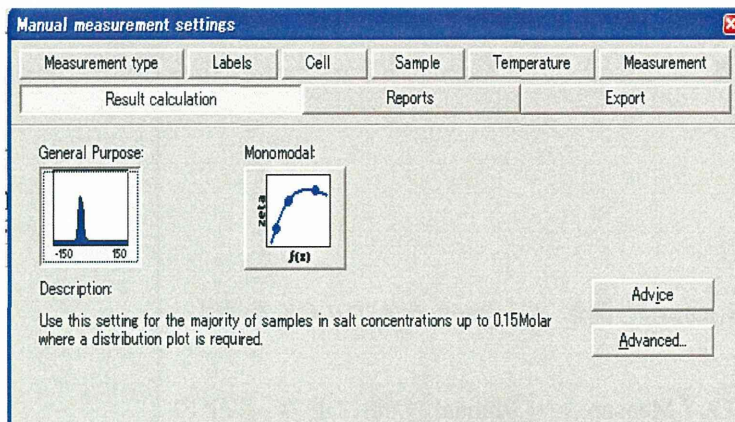 Manual measurement settings
Measurement type Labels Cell Sample Temperature Measurement
Result calculation Reports Export
General Purpose: Monomodal:
-150 150
zeta
f(z)
Description:
Use this setting for the majority of samples in salt concentrations up to 0.15Molar
where a distribution plot is required.
Advice
Advanced...